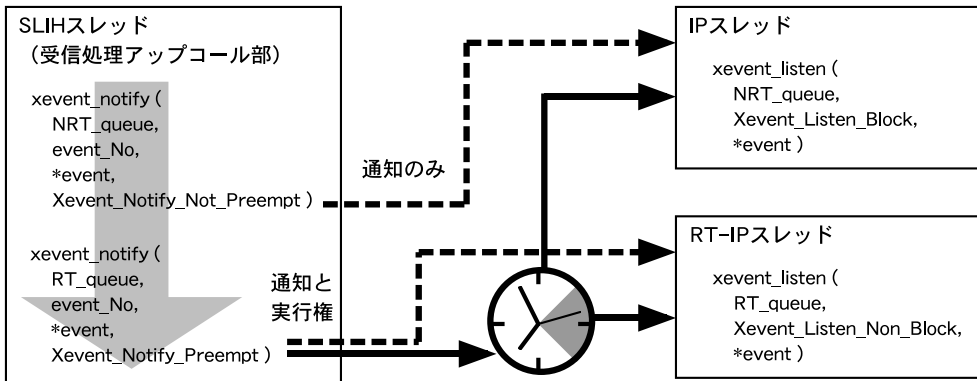 SLIHスレッド
（受信処理アップコール部）
xevent_notify (
NRT_queue,
event_No,
*event,
Xevent_Notify_Not_Preempt )
xevent_notify (
RT_queue,
event_No,
*event,
Xevent_Notify_Preempt )
通知のみ
通知と
実行権
IPスレッド
xevent_listen (
NRT_queue,
Xevent_Listen_Block,
*event )
RT-IPスレッド
xevent_listen (
RT_queue,
Xevent_Listen_Non_Block,
*event )